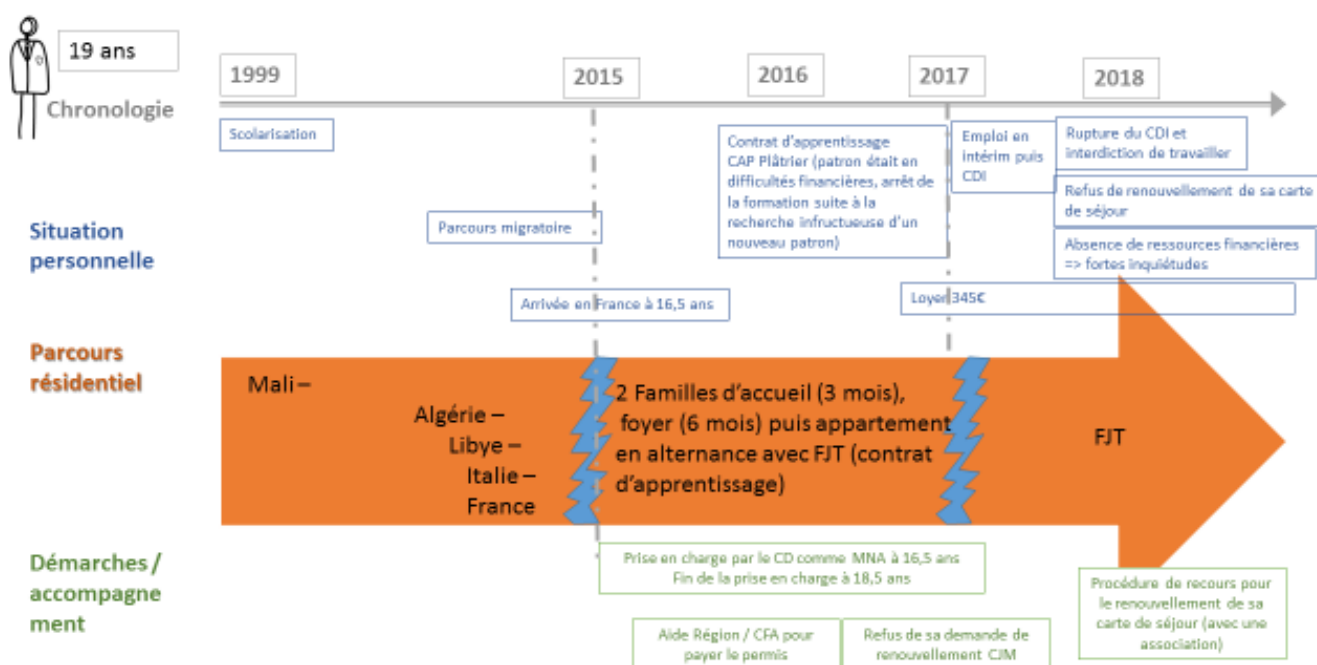 19 ans
Chronologie
1999
2015
2016
2017
2018
Situation
personnelle
Scolarisation
Parcours migratoire
Arrivée en France à 16,5 ans
Contrat d'apprentissage
CAP Plâtrier (patron était en
difficultés financières, arrêt de
la formation suite à la
recherche infructueuse d'un
nouveau patron)
Emploi en
intérim puis
CDI
Rupture du CDI et
interdiction de travailler
Refus de renouvellement de sa carte
de séjour
Absence de ressources financières
=> fortes inquiétudes
Loyer 345€
Parcours
résidentiel
Mali –
Algérie –
Libye –
Italie –
France
2 Familles d'accueil (3 mois),
foyer (6 mois) puis appartement
en alternance avec FJT (contrat
d'apprentissage)
FJT
Démarches /
accompagne
ment
Prise en charge par le CD comme MNA à 16,5 ans
Fin de la prise en charge à 18,5 ans
Aide Région / CFA pour
payer le permis
Refus de sa demande de
renouvellement CJM
Procédure de recours pour
le renouvellement de sa
carte de séjour (avec une
association)